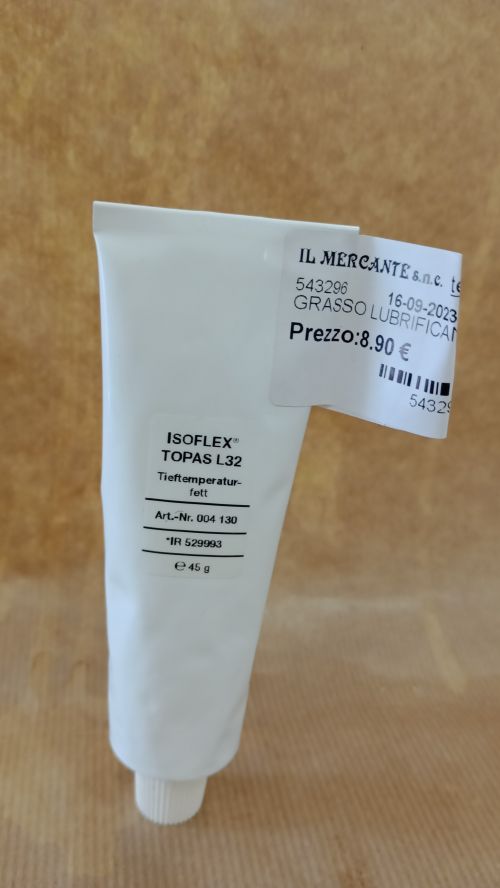 IL MERCANTE s.n.c.
543296
16-09-2023
GRASSO LUBRIFICAN
Prezzo:8.90 €
ISOFLEX®
TOPAS L32
Tieftemperatur-
fett
Art.-Nr. 004 130
*IR 529993
℮ 45 g